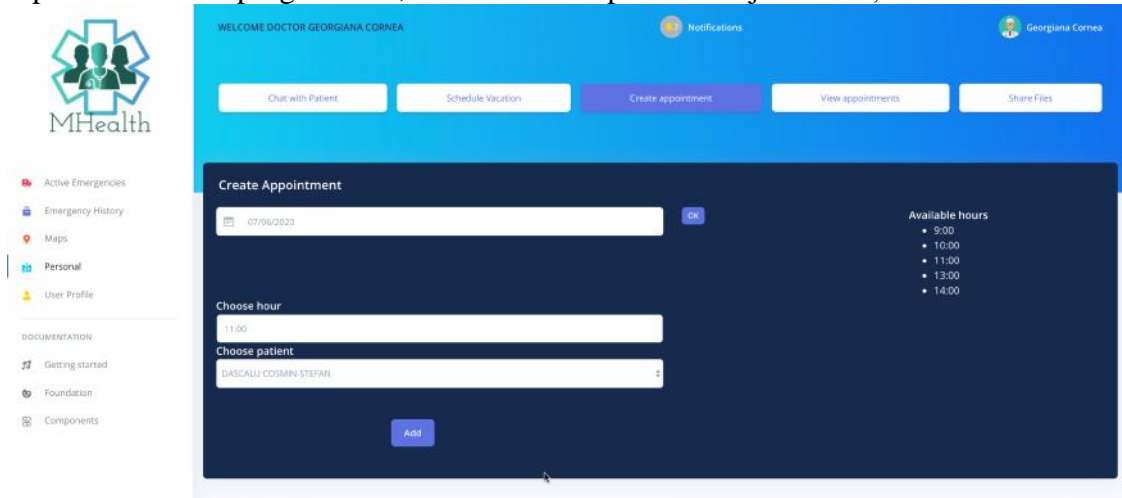 WELCOME DOCTOR GEORGIANA CORNEA
Notifications
Georgiana Cornea
Chat with Patient
Schedule Vacation
Create appointment
View appointments
Share Files
MHealth
Active Emergencies
Emergency History
Maps
Personal
User Profile
DOCUMENTATION
Getting started
Foundation
Components
Create Appointment
07/06/2023
OK
Available hours
• 9:00
• 10:00
• 11:00
• 13:00
• 14:00
Choose hour
11:00
Choose patient
DASCALU COSMIN-STEFAN
Add